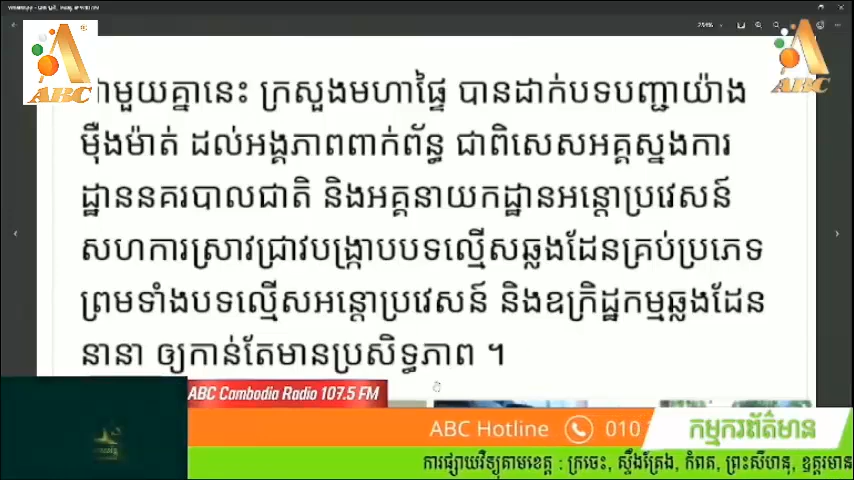 254%
ABC
ABC
ជាមួយគ្នានេះ ក្រសួងមហាផ្ទៃ បានដាក់បទបញ្ជាយ៉ាង
ម៉ឺងម៉ាត់ ដល់អង្គភាពពាក់ព័ន្ធ ជាពិសេសអគ្គស្នងការ
ដ្ឋាននគរបាលជាតិ និងអគ្គនាយកដ្ឋានអន្តោប្រវេសន៍
សហការស្រាវជ្រាវបង្ក្រាបបទល្មើសឆ្លងដែនគ្រប់ប្រភេទ
ព្រមទាំងបទល្មើសអន្តោប្រវេសន៍ និងឧក្រិដ្ឋកម្មឆ្លងដែន
នានា ឲ្យកាន់តែមានប្រសិទ្ធភាព ។
ABC Cambodia Radio 107.5 FM
ABC Hotline 010
កម្មករព័ត៌មាន
ការផ្សាយវិទ្យុតាមខេត្ត : ក្រចេះ, ស្ទឹងត្រែង, កំពត, ព្រះសីហនុ, ឧត្តរមាន